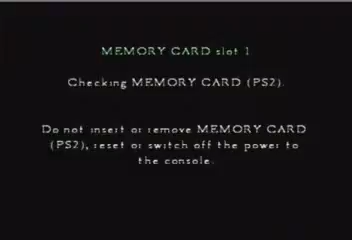 MEMORY CARD slot 1
Checking MEMORY CARD (PS2).
Do not insert or remove MEMORY CARD
(PS2), reset or switch off the power to
the console.